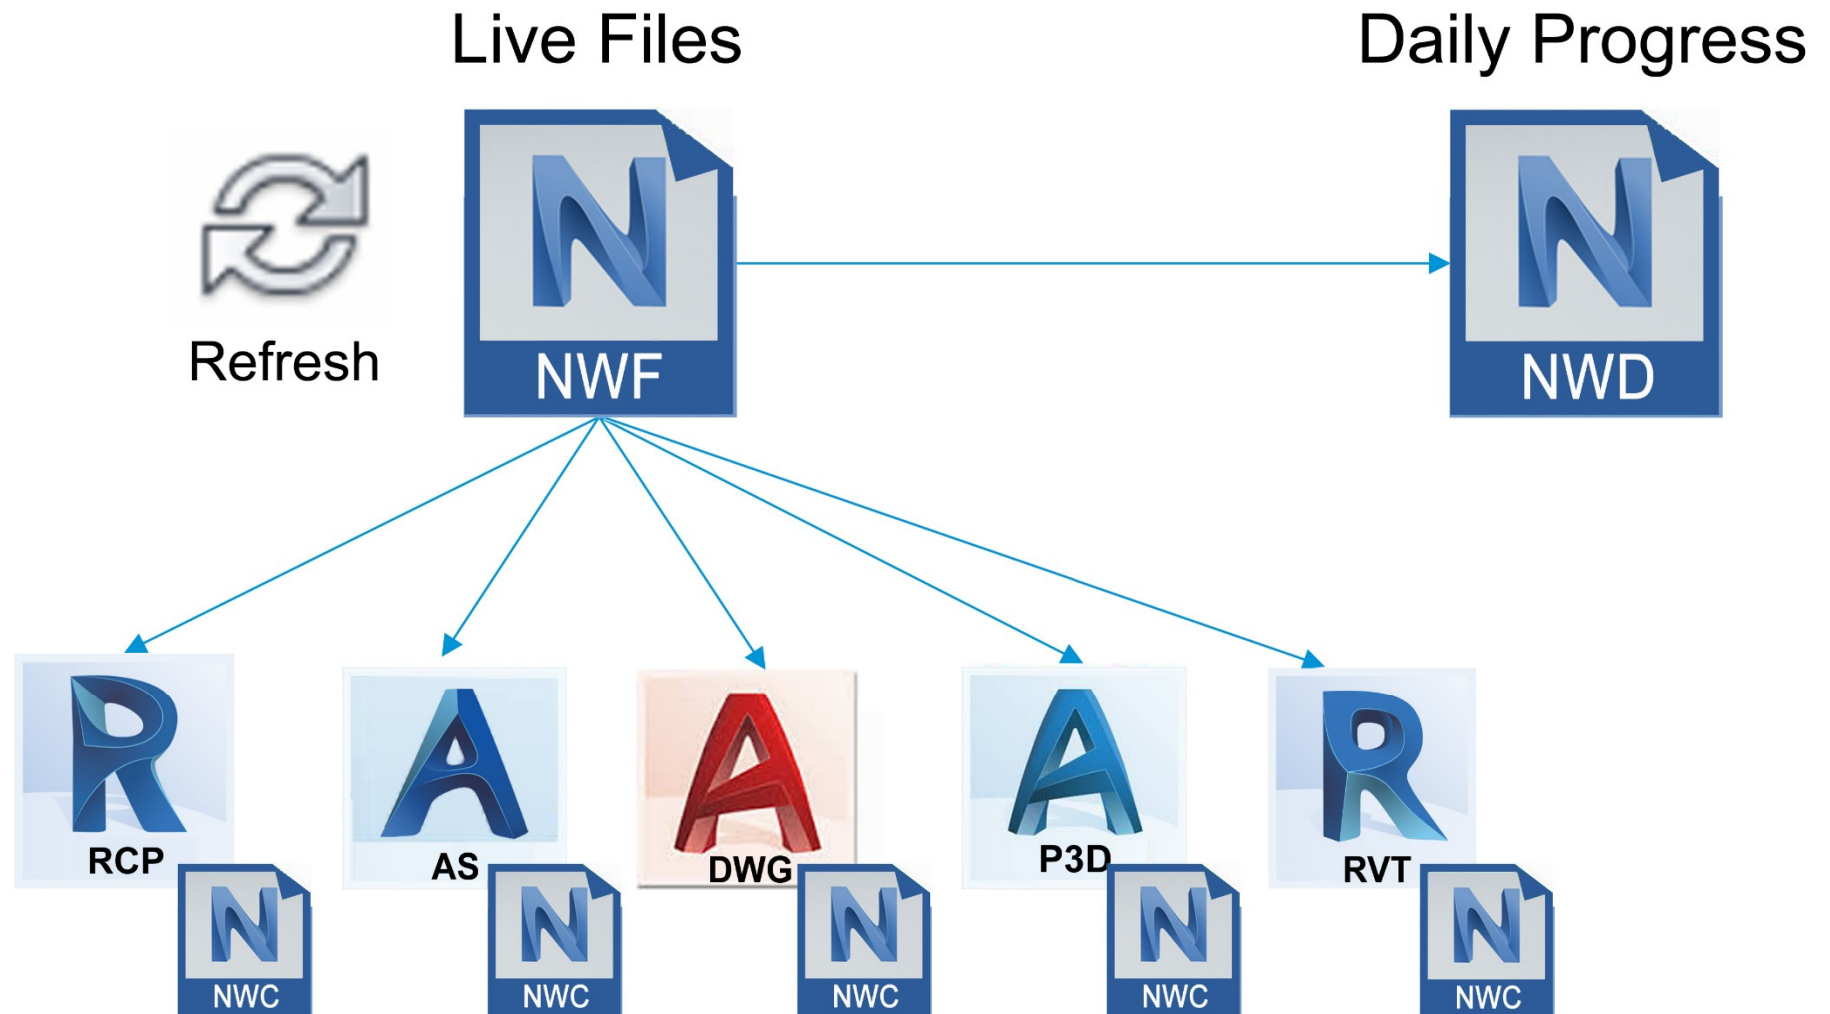 Live Files
Daily Progress
Refresh
NWF
NWD
RCP
AS
DWG
P3D
RVT
NWC
NWC
NWC
NWC
NWC